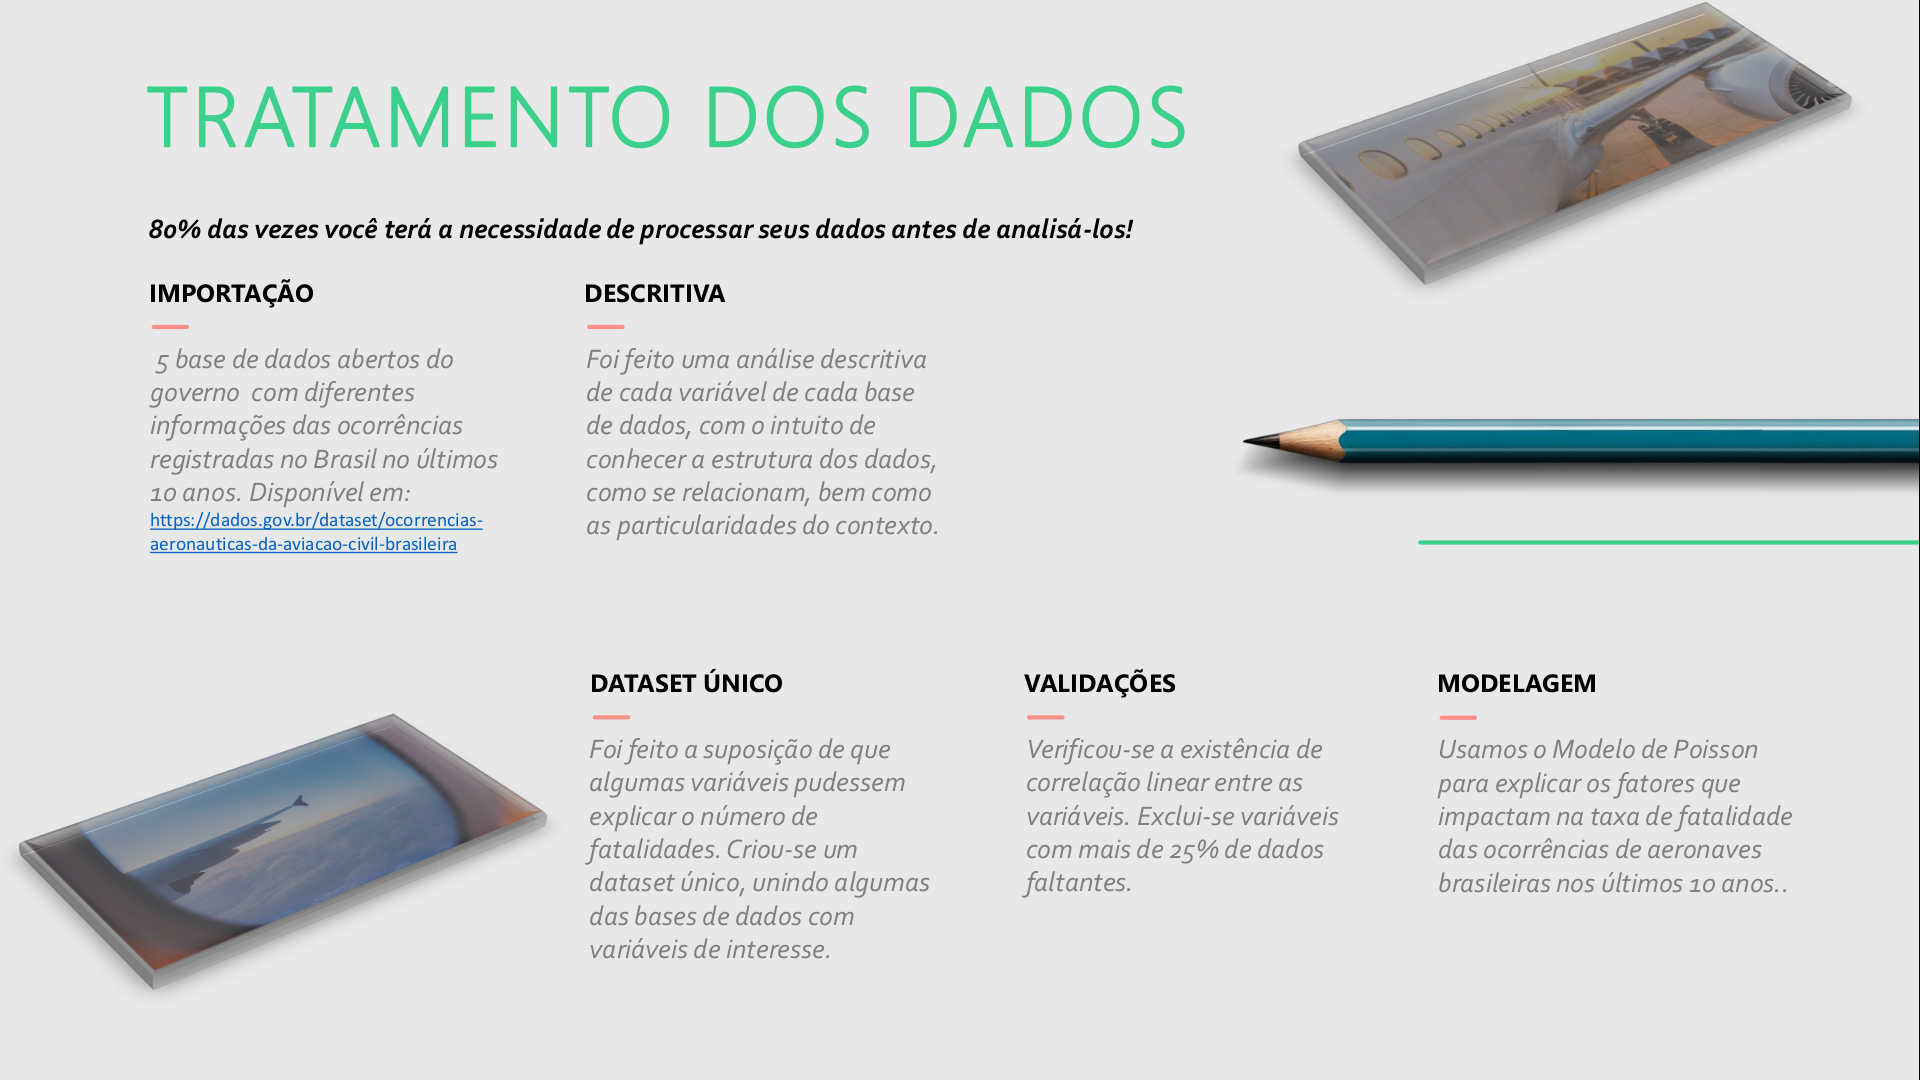 TRATAMENTO DOS DADOS
80% das vezes você terá a necessidade de processar seus dados antes de analisá-los!
IMPORTAÇÃO
5 base de dados abertos do
governo  com diferentes
informações das ocorrências
registradas no Brasil no últimos
10 anos. Disponível em:
https://dados.gov.br/dataset/ocorrencias-
aeronauticas-da-aviacao-civil-brasileira
DESCRITIVA
Foi feito uma análise descritiva
de cada variável de cada base
de dados, com o intuito de
conhecer a estrutura dos dados,
como se relacionam, bem como
as particularidades do contexto.
DATASET ÚNICO
Foi feito a suposição de que
algumas variáveis pudessem
explicar o número de
fatalidades. Criou-se um
dataset único, unindo algumas
das bases de dados com
variáveis de interesse.
VALIDAÇÕES
Verificou-se a existência de
correlação linear entre as
variáveis. Exclui-se variáveis
com mais de 25% de dados
faltantes.
MODELAGEM
Usamos o Modelo de Poisson
para explicar os fatores que
impactam na taxa de fatalidade
das ocorrências de aeronaves
brasileiras nos últimos 10 anos..